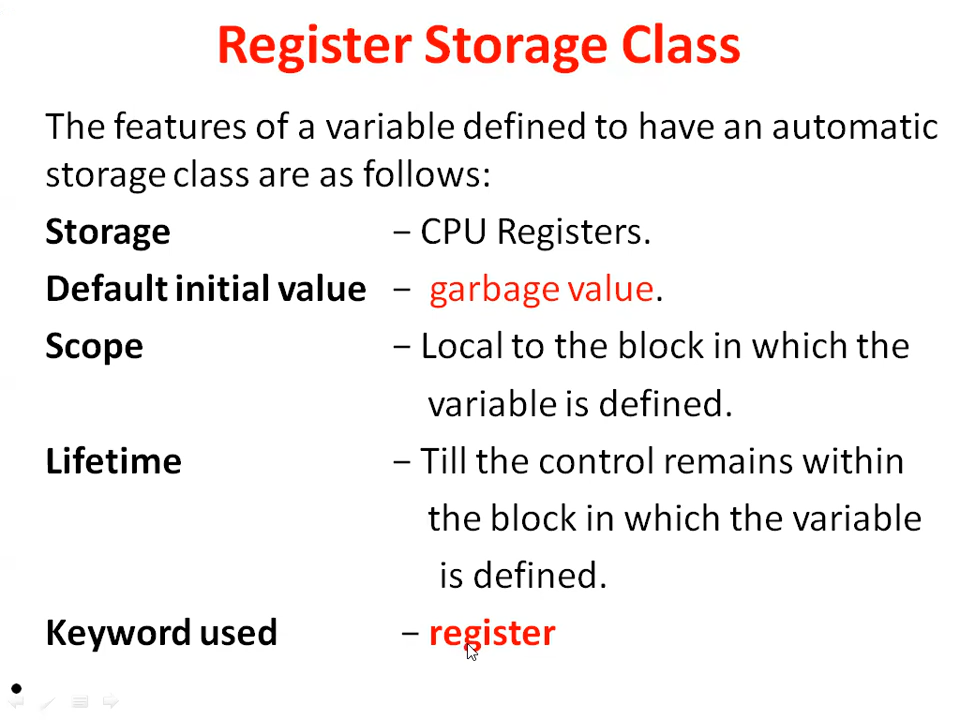 Register Storage Class
The features of a variable defined to have an automatic
storage class are as follows:
Storage – CPU Registers.
Default initial value – garbage value.
Scope – Local to the block in which the
variable is defined.
Lifetime – Till the control remains within
the block in which the variable
is defined.
Keyword used – register